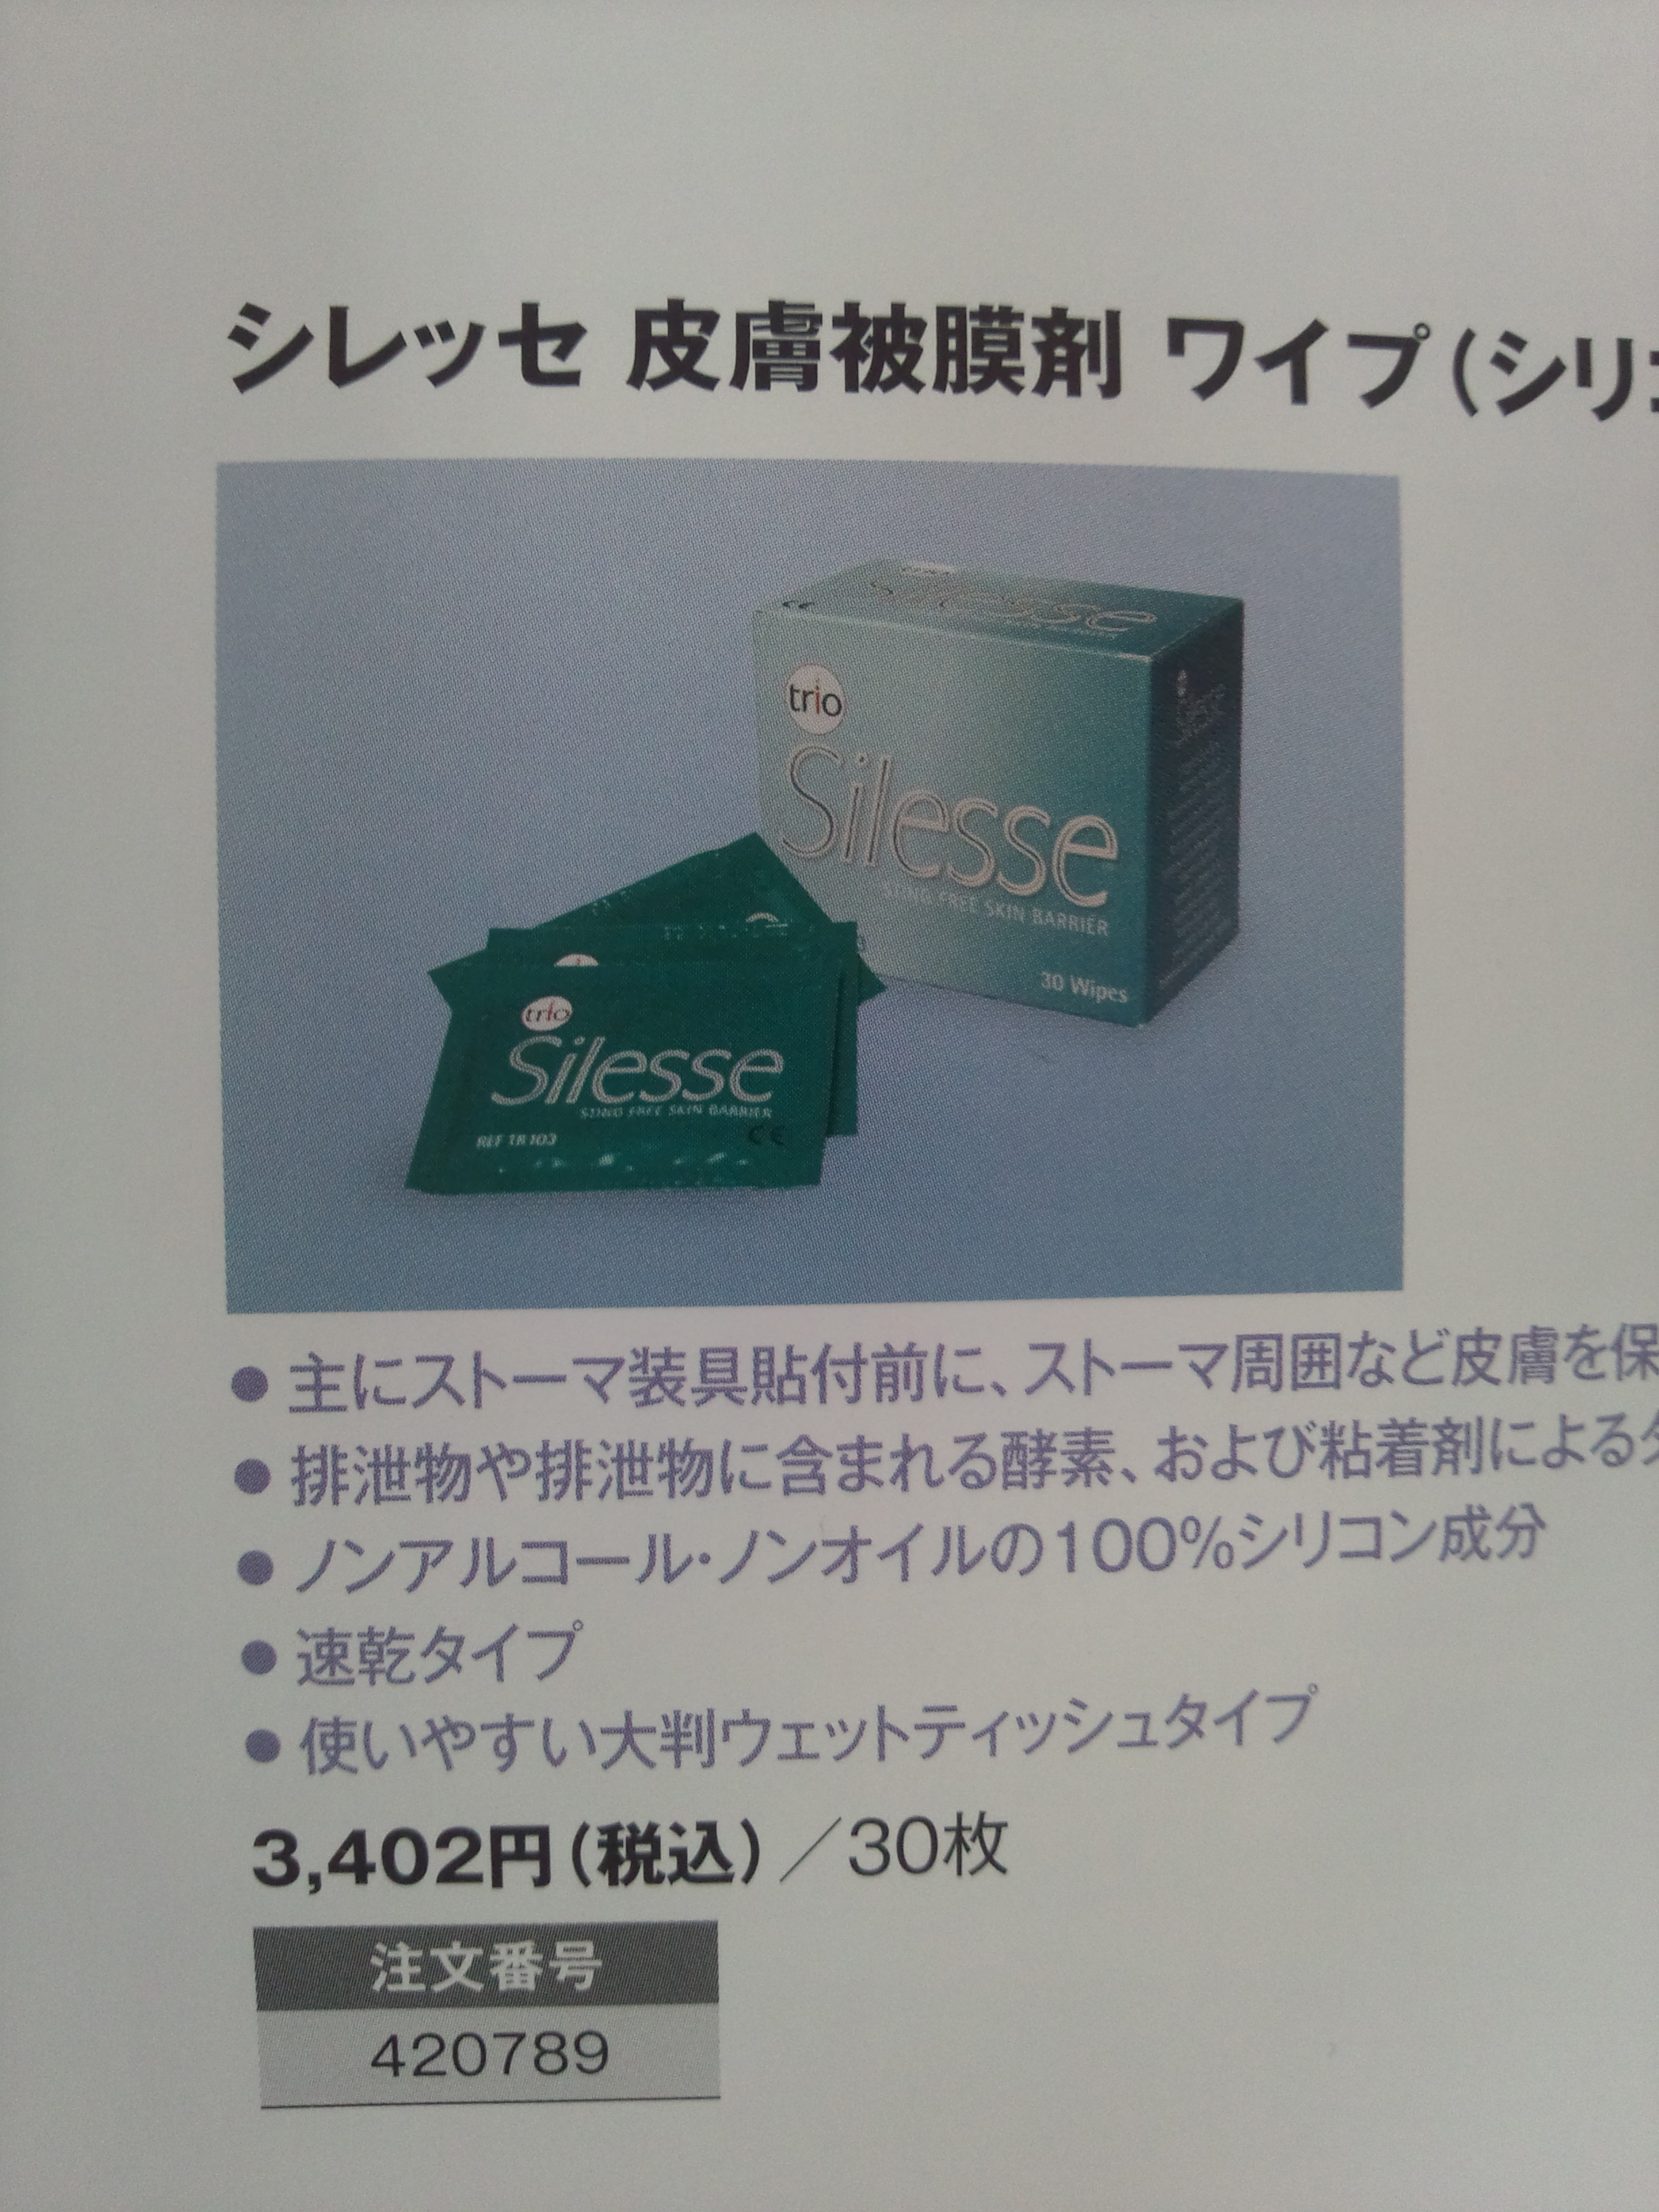 シレッセ 皮膚被膜剤 ワイプ(シリ
trio
Silesse
STING FREE SKIN BARRIER
30 Wipes
trio
Silesse
STING FREE SKIN BARRIER
REF TR103
CE
● 主にストーマ装具貼付前に、ストーマ周囲など皮膚を保
● 排泄物や排泄物に含まれる酵素、および粘着剤による
● ノンアルコール・ノンオイルの100%シリコン成分
● 速乾タイプ
● 使いやすい大判ウェットティッシュタイプ
3,402円(税込)/30枚
注文番号
420789